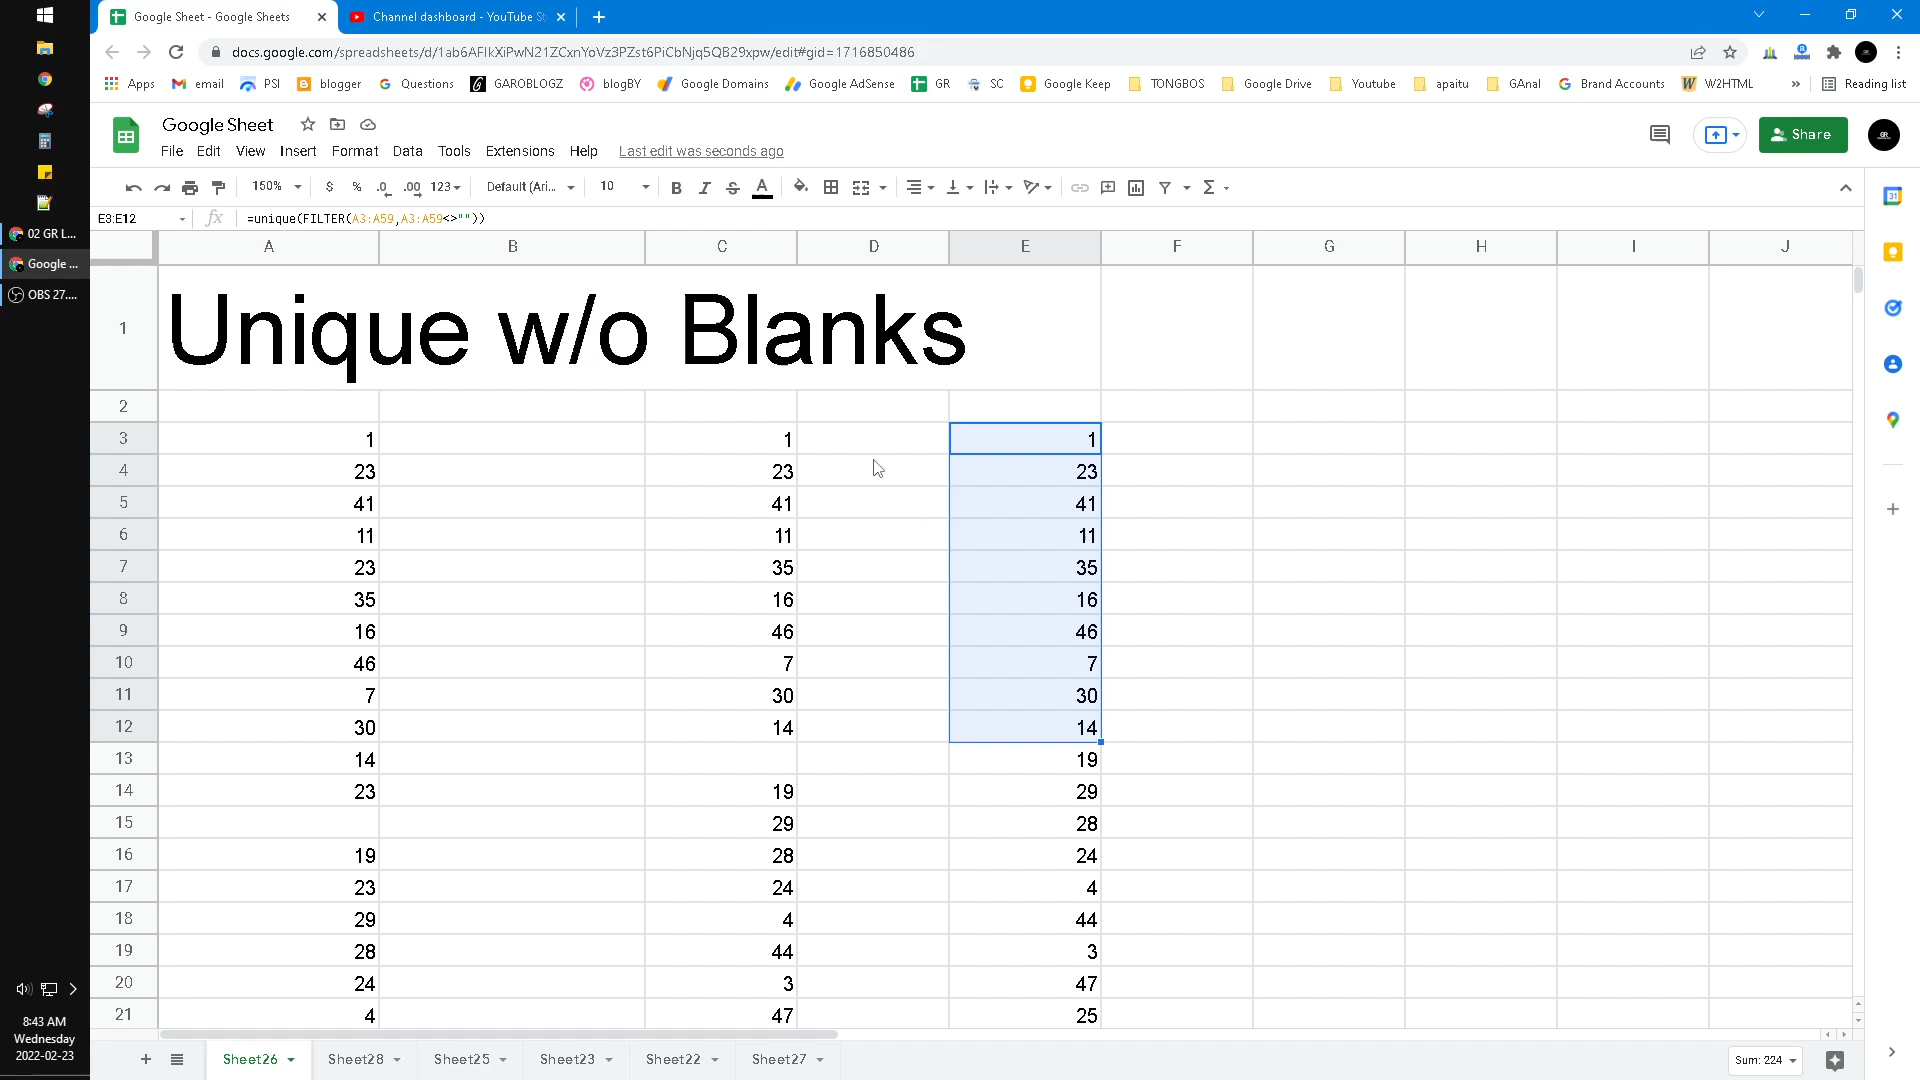 Google Sheet - Google Sheets
Channel dashboard - YouTube St
docs.google.com/spreadsheets/d/1ab6AFlkXiPwN21ZCxnYoVz3PZst6PiCbNjq5QB29xpw/edit#gid=1716850486
Apps email PSI blogger Questions GAROBLOGZ blogBY Google Domains Google AdSense GR SC Google Keep TONGBOS Google Drive Youtube apaitu GAnal Brand Accounts W2HTML » Reading list
Google Sheet
File Edit View Insert Format Data Tools Extensions Help Last edit was seconds ago
Share
150% $ % .0 .00 123 Default (Ari... 10 B I S A Σ
E3:E12 fx =unique(FILTER(A3:A59,A3:A59<>""))
A B C D E F G H I J
1 Unique w/o Blanks
2
3 1 1 1
4 23 23 23
5 41 41 41
6 11 11 11
7 23 35 35
8 35 16 16
9 16 46 46
10 46 7 7
11 7 30 30
12 30 14 14
13 14 19
14 23 19 29
15 29 28
16 19 28 24
17 23 24 4
18 29 4 44
19 28 44 3
20 24 3 47
21 4 47 25
Sheet26 Sheet28 Sheet25 Sheet23 Sheet22 Sheet27
Sum: 224
02 GR L...
Google ...
OBS 27....
8:43 AM
Wednesday
2022-02-23